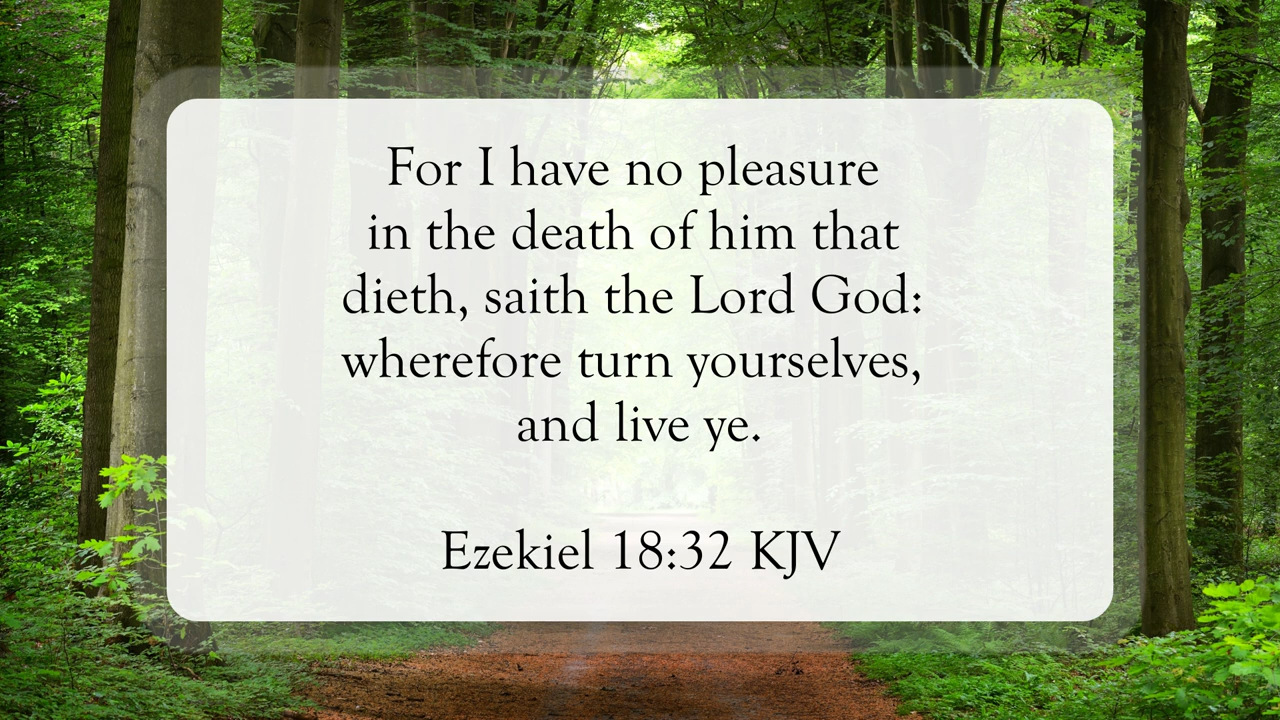 For I have no pleasure
in the death of him that
dieth, saith the Lord God:
wherefore turn yourselves,
and live ye.
Ezekiel 18:32 KJV